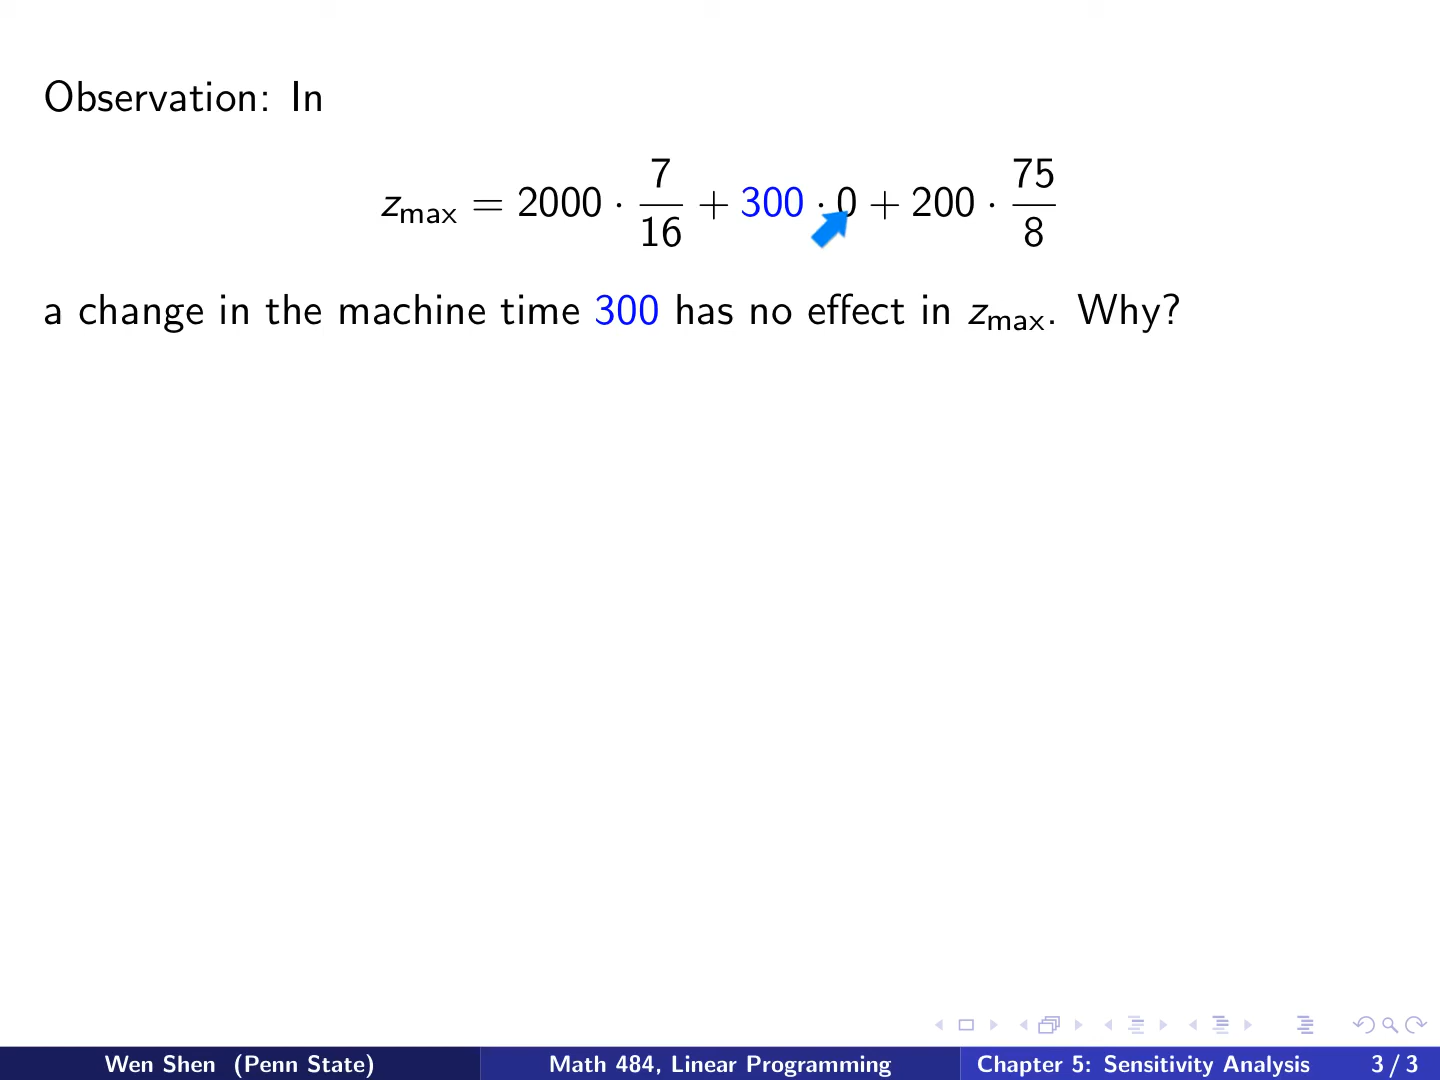 Observation: In
z_max = 2000 · 7/16 + 300 · 0 + 200 · 75/8
a change in the machine time 300 has no effect in z_max. Why?
Wen Shen (Penn State) Math 484, Linear Programming Chapter 5: Sensitivity Analysis 3 / 3